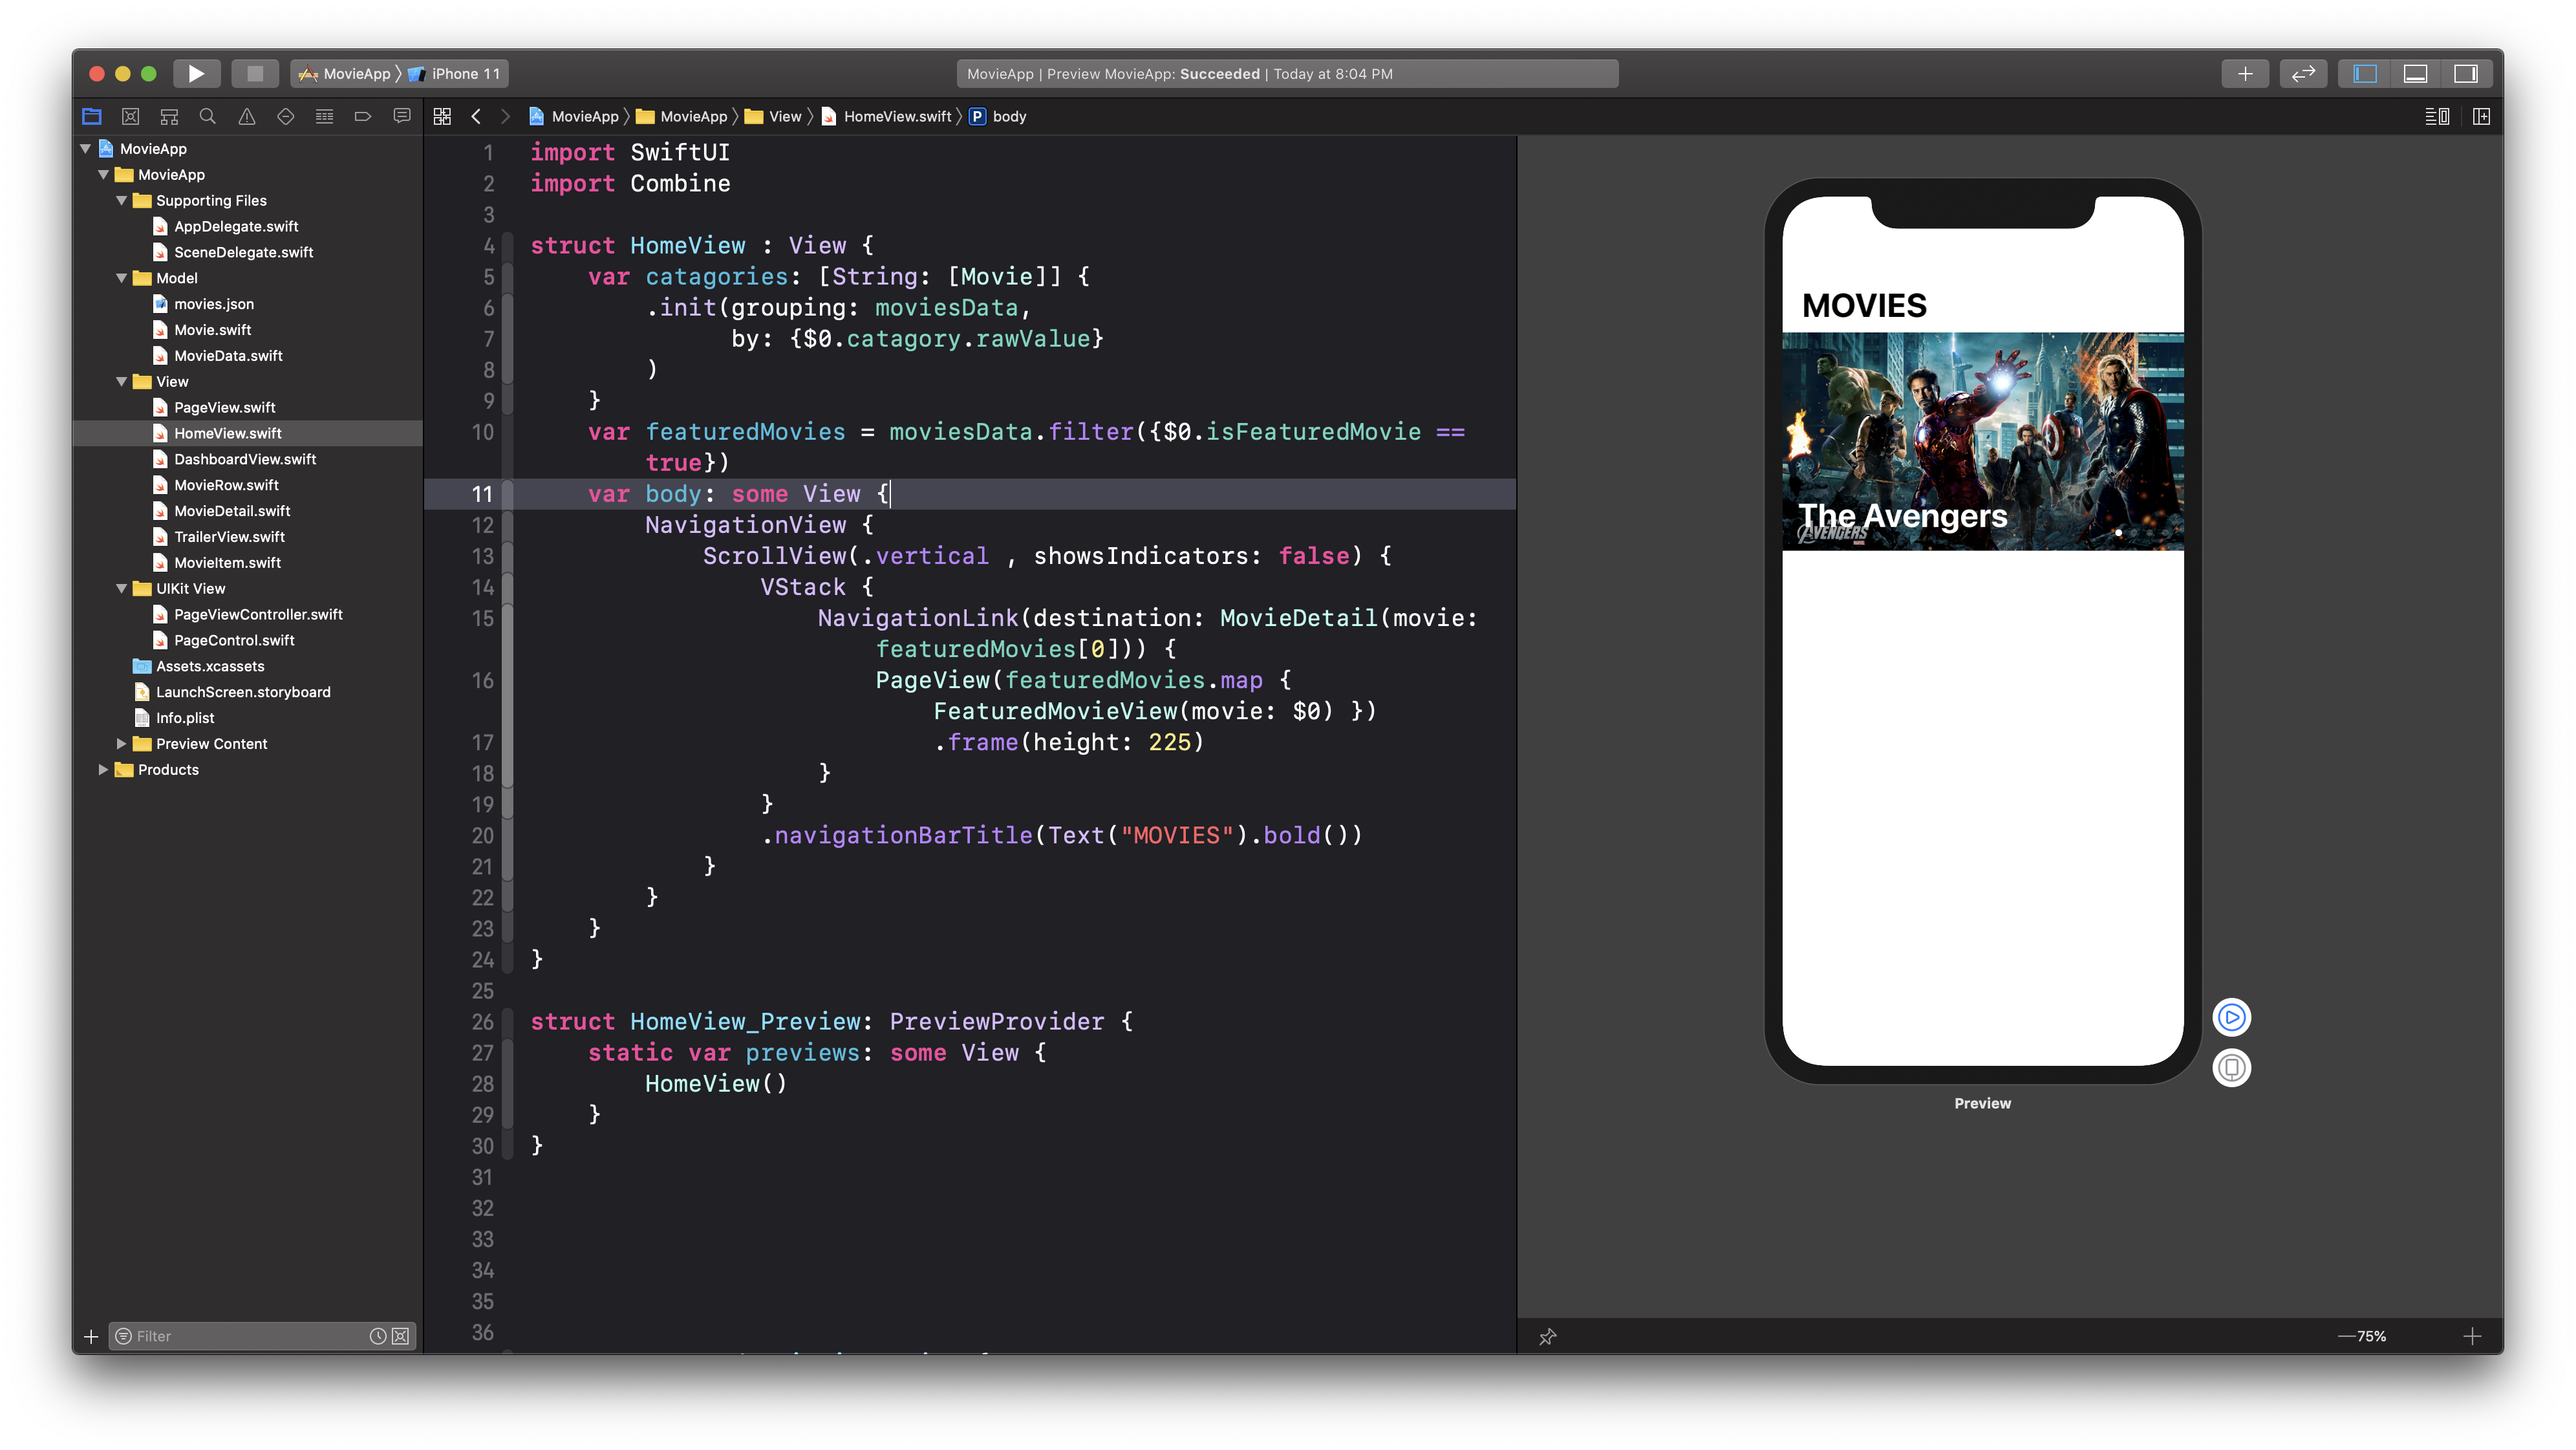 MovieApp 〉 iPhone 11
MovieApp | Preview MovieApp: Succeeded | Today at 8:04 PM
MovieApp 〉 MovieApp 〉 View 〉 HomeView.swift 〉 P body
MovieApp
MovieApp
Supporting Files
AppDelegate.swift
SceneDelegate.swift
Model
movies.json
Movie.swift
MovieData.swift
View
PageView.swift
HomeView.swift
DashboardView.swift
MovieRow.swift
MovieDetail.swift
TrailerView.swift
MovieItem.swift
UIKit View
PageViewController.swift
PageControl.swift
Assets.xcassets
LaunchScreen.storyboard
Info.plist
Preview Content
Products
Filter
1 import SwiftUI
2 import Combine
3
4 struct HomeView : View {
5 var catagories: [String: [Movie]] {
6 .init(grouping: moviesData,
7 by: {$0.catagory.rawValue}
8 )
9 }
10 var featuredMovies = moviesData.filter({$0.isFeaturedMovie ==
true})
11 var body: some View {
12 NavigationView {
13 ScrollView(.vertical , showsIndicators: false) {
14 VStack {
15 NavigationLink(destination: MovieDetail(movie:
featuredMovies[0])) {
16 PageView(featuredMovies.map {
FeaturedMovieView(movie: $0) })
17 .frame(height: 225)
18 }
19 }
20 .navigationBarTitle(Text("MOVIES").bold())
21 }
22 }
23 }
24 }
25
26 struct HomeView_Preview: PreviewProvider {
27 static var previews: some View {
28 HomeView()
29 }
30 }
31
32
33
34
35
36
MOVIES
The Avengers
AVENGERS
Preview
75%